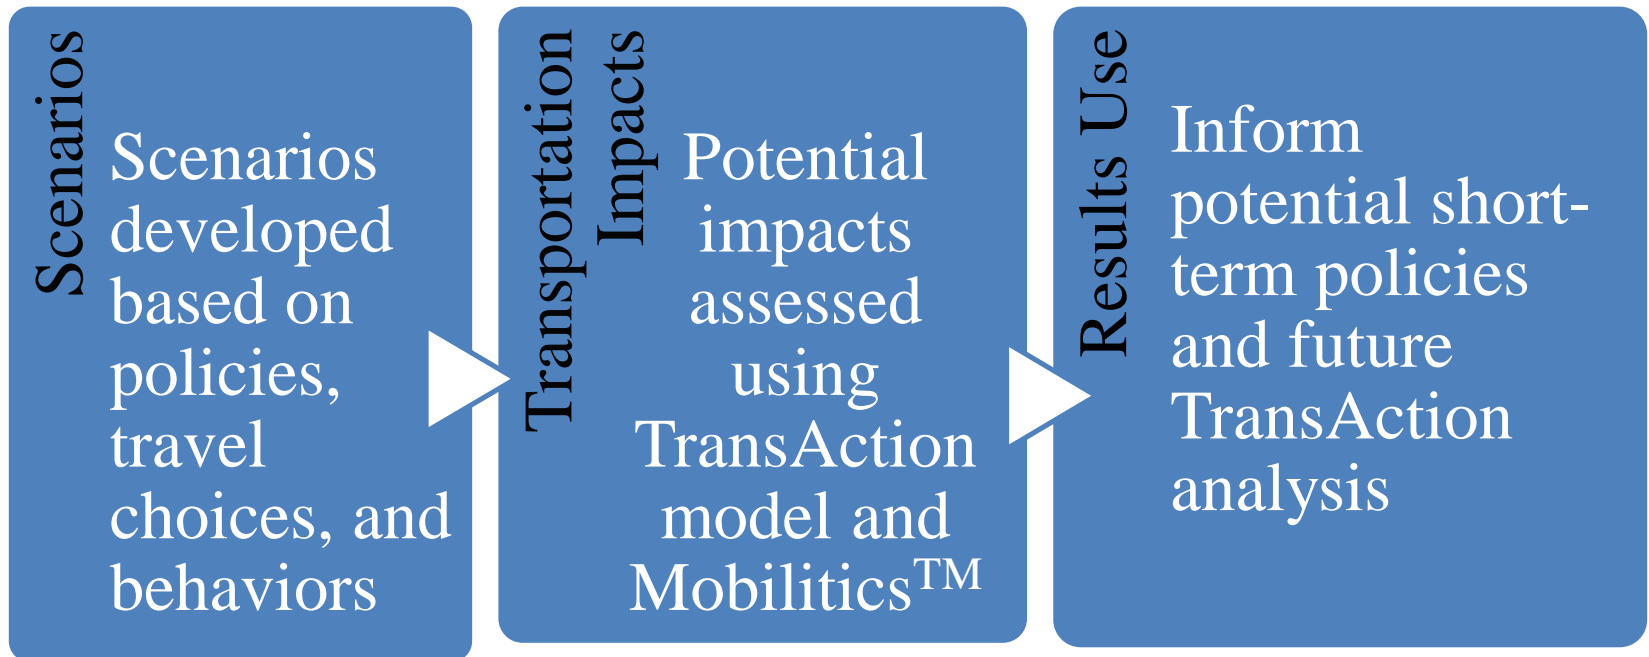 Scenarios
Scenarios
developed
based on
policies,
travel
choices, and
behaviors
Transportation
Impacts
Potential
impacts
assessed
using
TransAction
model and
Mobilitics™
Results Use
Inform
potential short-
term policies
and future
TransAction
analysis